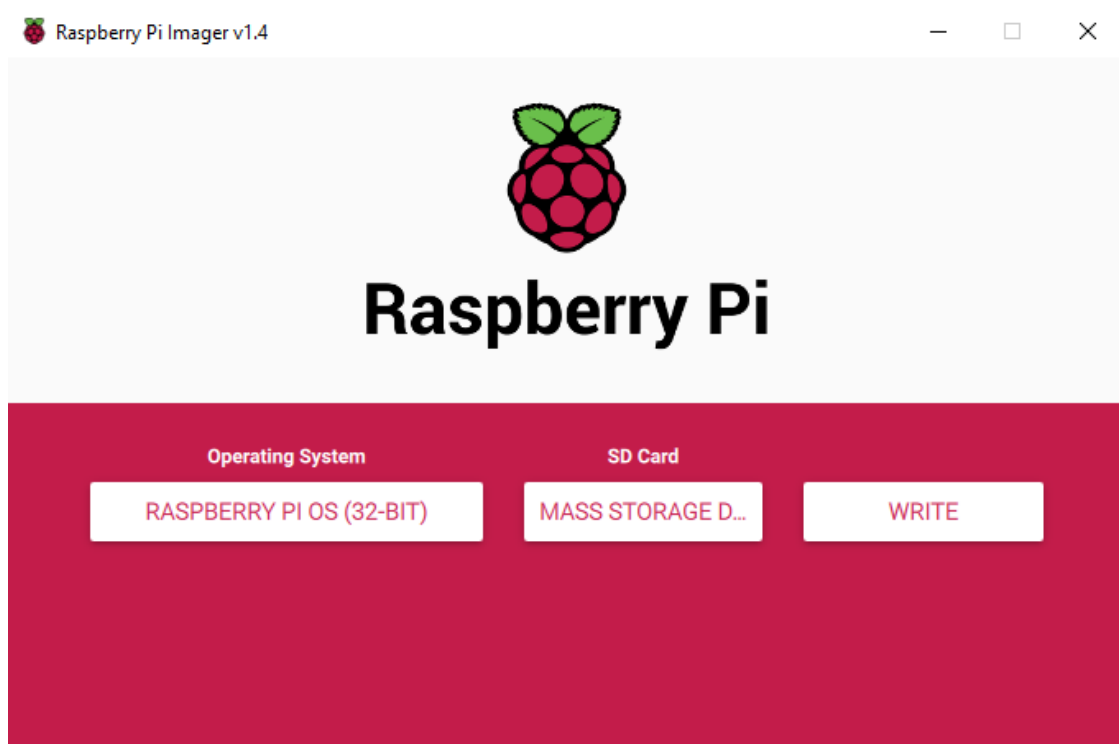 Raspberry Pi Imager v1.4
Raspberry Pi
Operating System
SD Card
RASPBERRY PI OS (32-BIT)
MASS STORAGE D...
WRITE